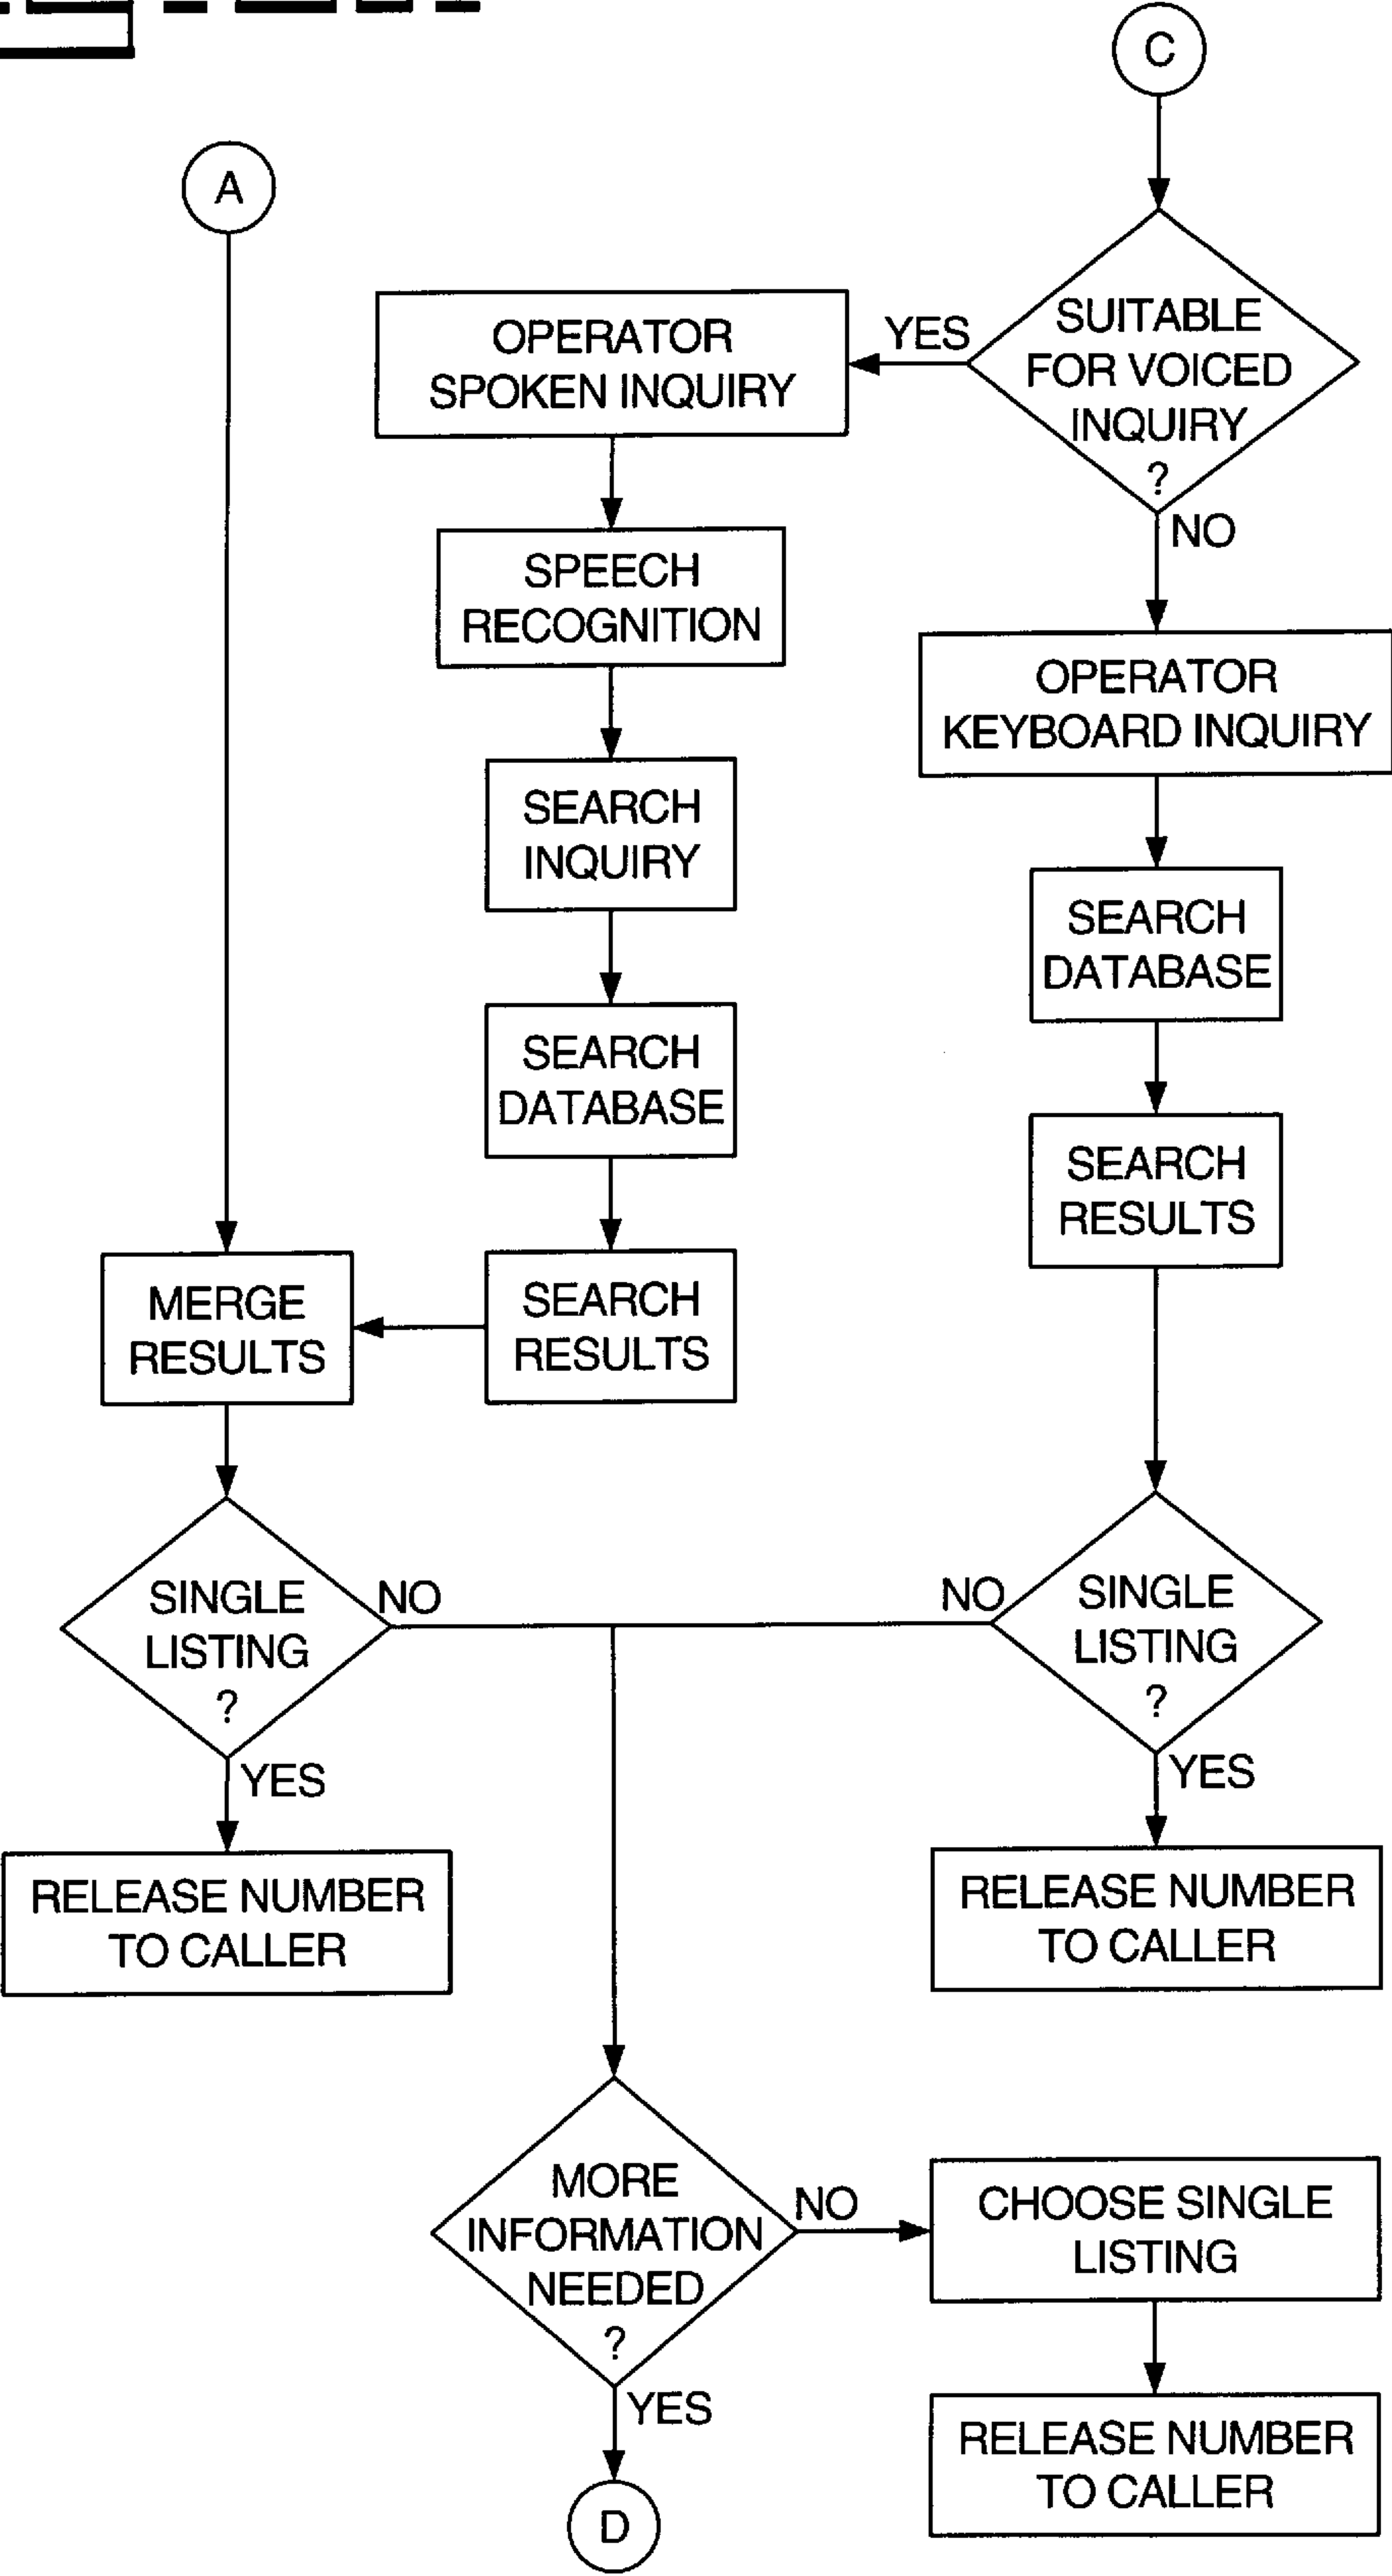 C
A
SUITABLE
FOR VOICED
INQUIRY
?
YES
NO
OPERATOR
SPOKEN INQUIRY
SPEECH
RECOGNITION
OPERATOR
KEYBOARD INQUIRY
SEARCH
INQUIRY
SEARCH
DATABASE
SEARCH
DATABASE
SEARCH
RESULTS
MERGE
RESULTS
SEARCH
RESULTS
SINGLE
LISTING
?
NO
YES
NO
SINGLE
LISTING
?
YES
RELEASE NUMBER
TO CALLER
RELEASE NUMBER
TO CALLER
MORE
INFORMATION
NEEDED
?
NO
YES
CHOOSE SINGLE
LISTING
RELEASE NUMBER
TO CALLER
D